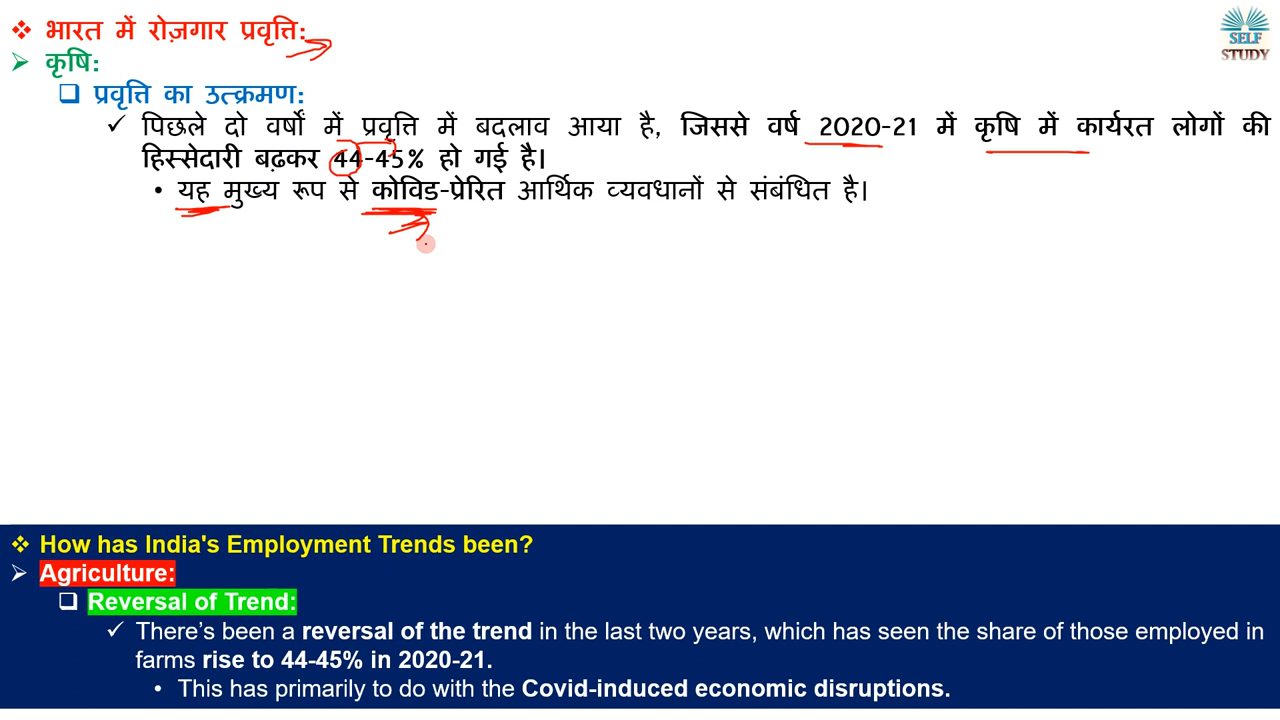 ❖ भारत में रोज़गार प्रवृत्ति:
➤ कृषि:
❑ प्रवृत्ति का उत्क्रमण:
✓ पिछले दो वर्षों में प्रवृत्ति में बदलाव आया है, जिससे वर्ष 2020-21 में कृषि में कार्यरत लोगों की
हिस्सेदारी बढ़कर 44-45% हो गई है।
• यह मुख्य रूप से कोविड-प्रेरित आर्थिक व्यवधानों से संबंधित है।
SELF
STUDY
❖ How has India's Employment Trends been?
➤ Agriculture:
❑ Reversal of Trend:
✓ There’s been a reversal of the trend in the last two years, which has seen the share of those employed in
farms rise to 44-45% in 2020-21.
• This has primarily to do with the Covid-induced economic disruptions.